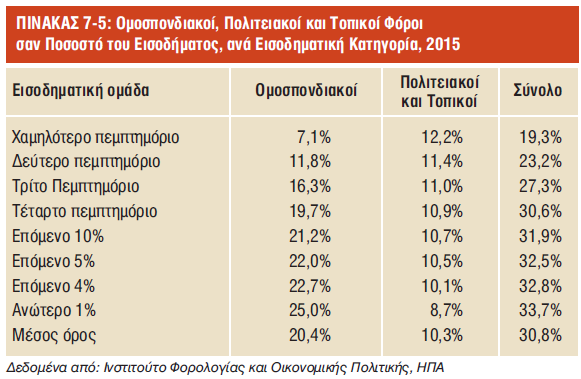 ΠΙΝΑΚΑΣ 7-5: Ομοσπονδιακοί, Πολιτειακοί και Τοπικοί Φόροι
σαν Ποσοστό του Εισοδήματος, ανά Εισοδηματική Κατηγορία, 2015
Εισοδηματική ομάδα Ομοσπονδιακοί Πολιτειακοί και Τοπικοί Σύνολο
Χαμηλότερο πεμπτημόριο 7,1% 12,2% 19,3%
Δεύτερο πεμπτημόριο 11,8% 11,4% 23,2%
Τρίτο Πεμπτημόριο 16,3% 11,0% 27,3%
Τέταρτο πεμπτημόριο 19,7% 10,9% 30,6%
Επόμενο 10% 21,2% 10,7% 31,9%
Επόμενο 5% 22,0% 10,5% 32,5%
Επόμενο 4% 22,7% 10,1% 32,8%
Ανώτερο 1% 25,0% 8,7% 33,7%
Μέσος όρος 20,4% 10,3% 30,8%
Δεδομένα από: Ινστιτούτο Φορολογίας και Οικονομικής Πολιτικής, ΗΠΑ